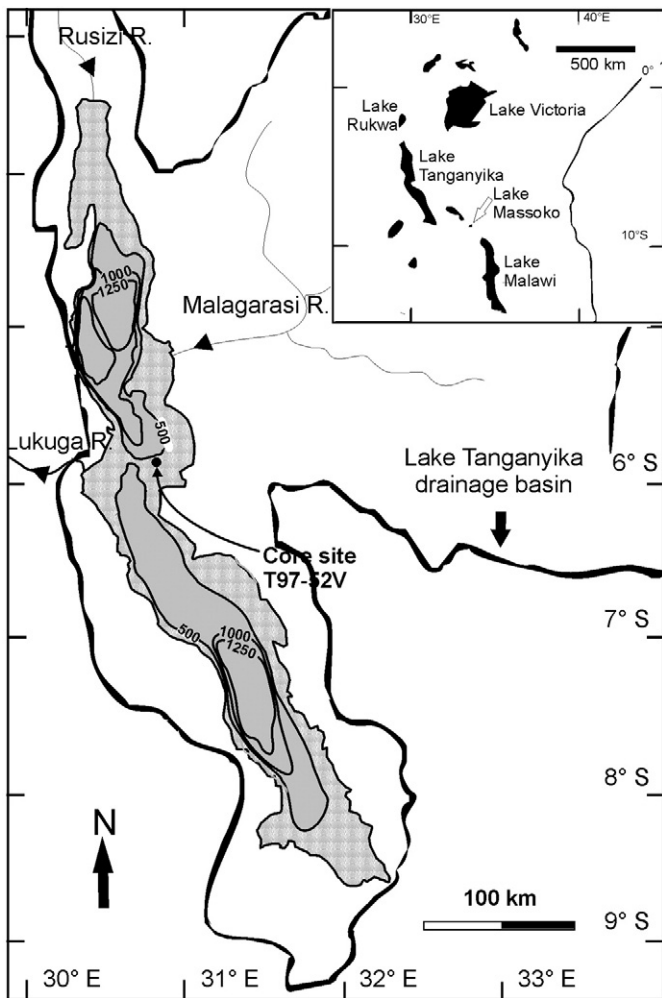 Rusizi R.
30°E
40°E
500 km
0°
Lake
Rukwa
Lake Victoria
Lake
Tanganyika
Lake
Massoko
10°S
Lake
Malawi
1000
1250
Malagarasi R.
500
Lukuga R.
6° S
Lake Tanganyika
drainage basin
Core site
T97-52V
7° S
500
1000
1250
8° S
N
100 km
9° S
30° E
31° E
32° E
33° E